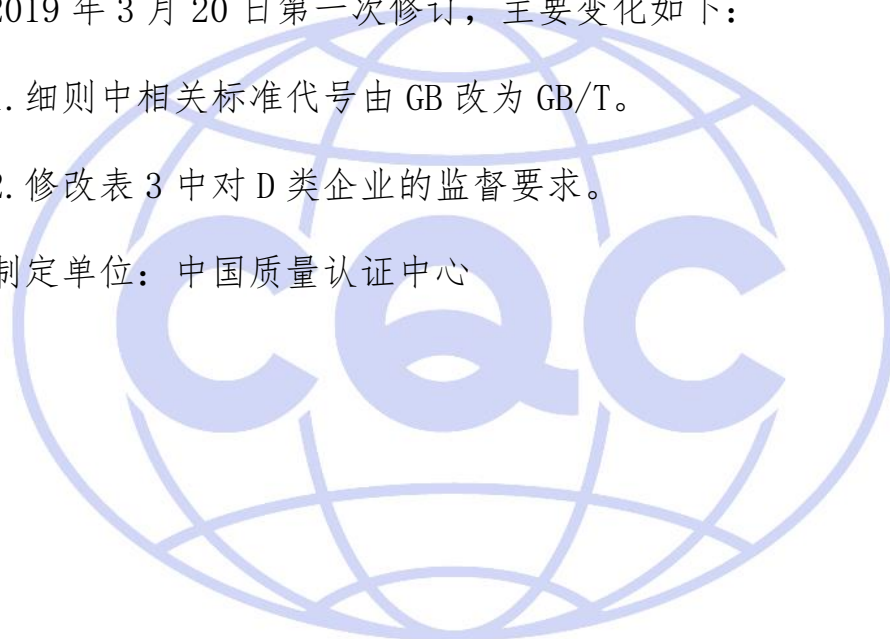 2019 年 3 月 20 日第一次修订，主要变化如下：
1.细则中相关标准代号由 GB 改为 GB/T。
2.修改表 3 中对 D 类企业的监督要求。
制定单位：中国质量认证中心
CQC